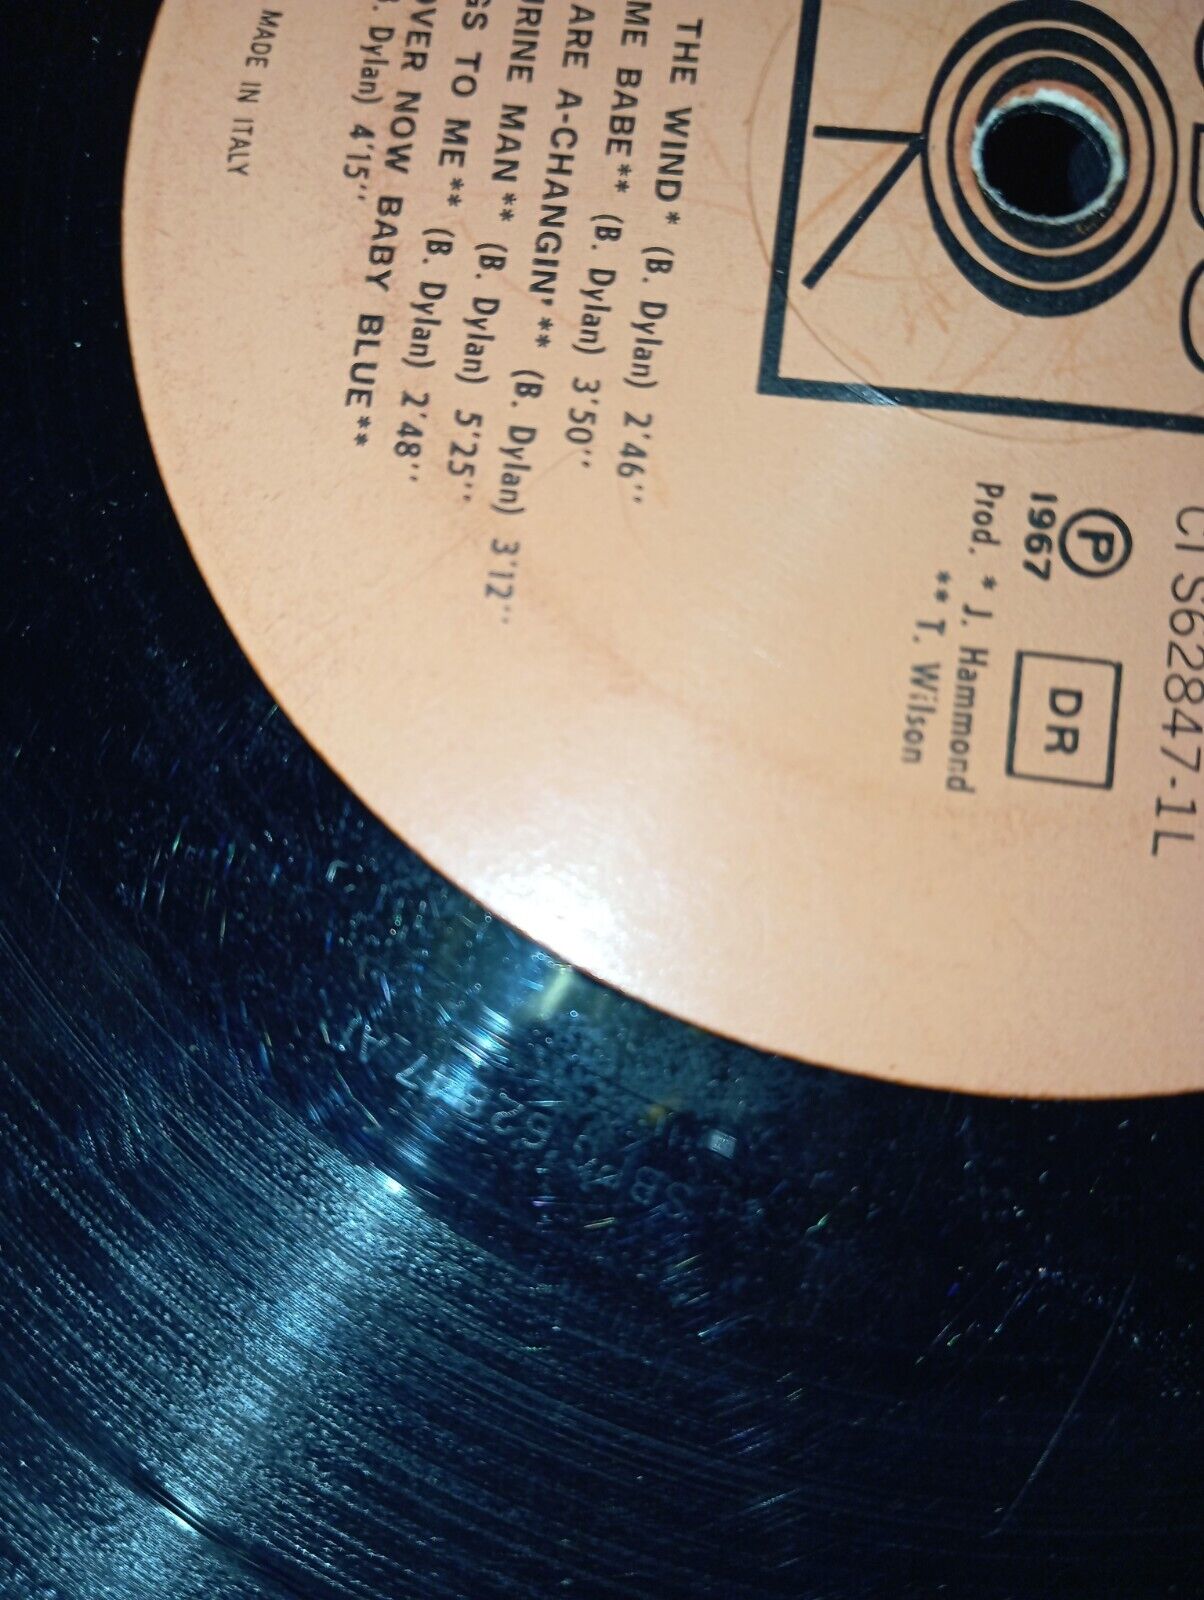 CFS62847-1L
P
1967
DR
Prod. * J. Hammond
** T. Wilson
THE WIND* (B. Dylan) 2'46''
ME BABE** (B. Dylan) 3'50''
ARE A-CHANGIN'** (B. Dylan) 3'12''
RINE MAN** (B. Dylan) 5'25''
GS TO ME** (B. Dylan) 2'48''
OVER NOW BABY BLUE**
B. Dylan) 4'15''
MADE IN ITALY